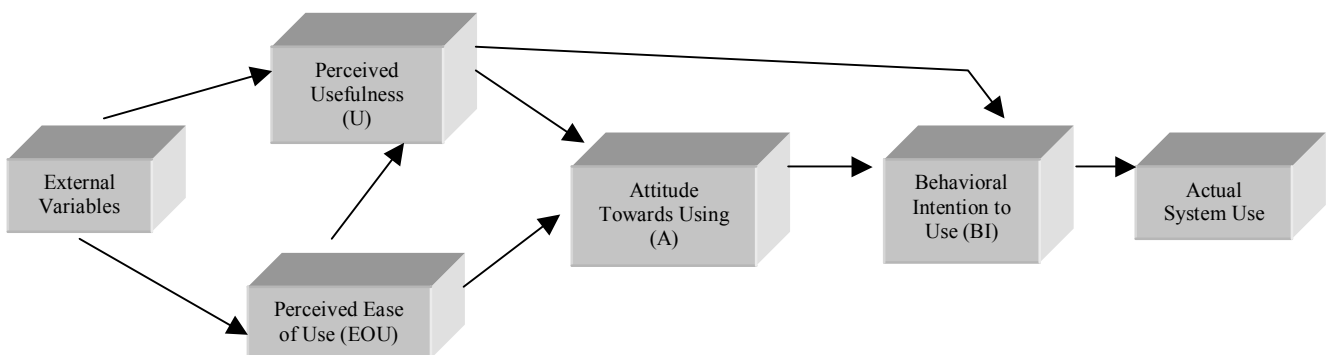 External
Variables
Perceived
Usefulness
(U)
Perceived Ease
of Use (EOU)
Attitude
Towards Using
(A)
Behavioral
Intention to
Use (BI)
Actual
System Use